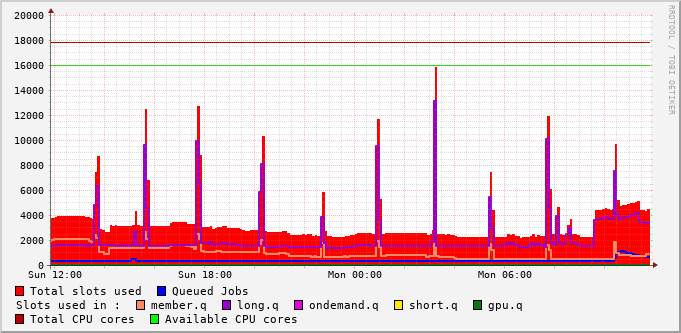 20000
18000
16000
14000
12000
10000
8000
6000
4000
2000
0
Sun 12:00 Sun 18:00 Mon 00:00 Mon 06:00
RRDTOOL / TOBI OETIKER
Total slots used Queued Jobs
Slots used in : member.q long.q ondemand.q short.q gpu.q
Total CPU cores Available CPU cores